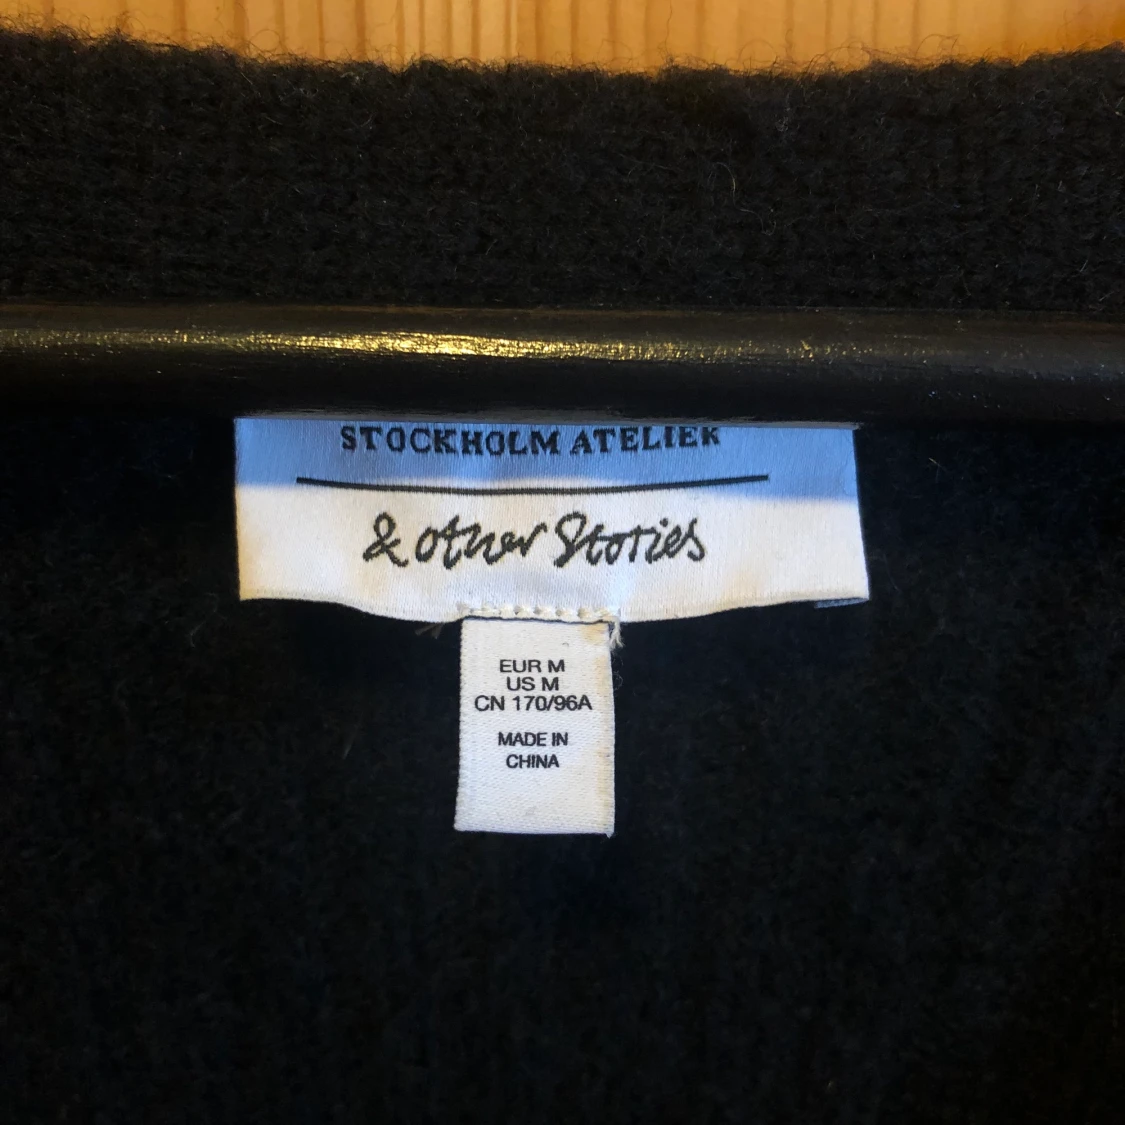 STOCKHOLM ATELIER
& other Stories
EUR M
US M
CN 170/96A
MADE IN
CHINA